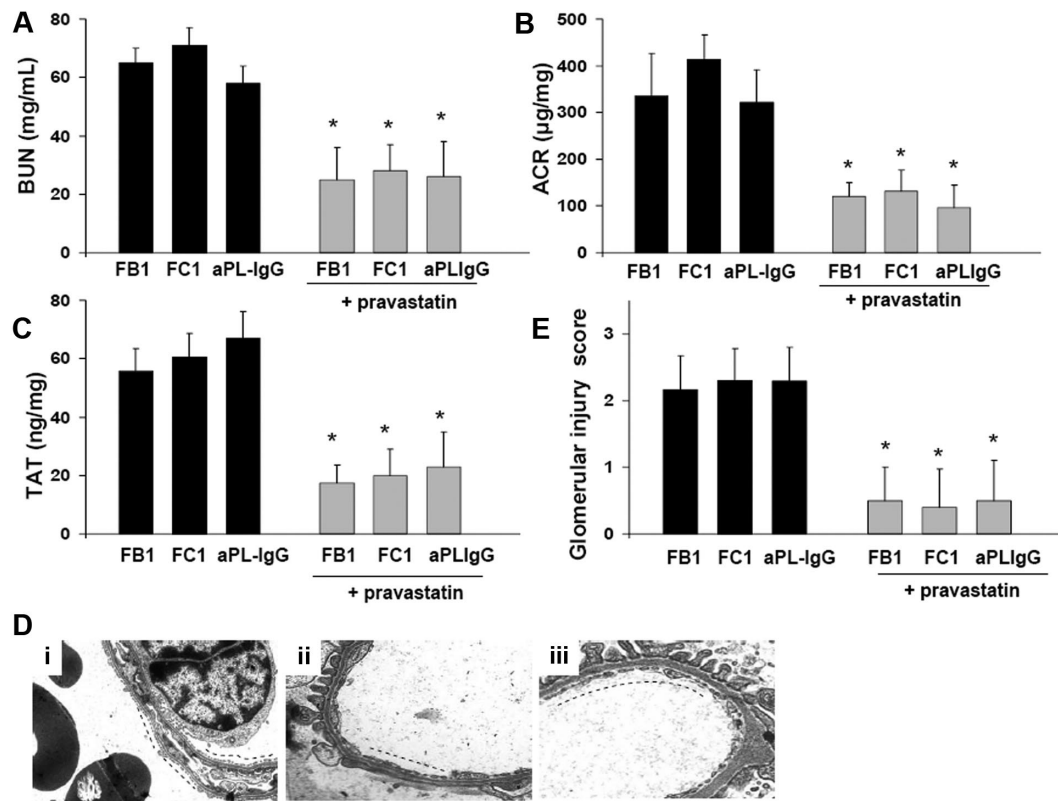 A
BUN (mg/mL)
80
60
40
20
0
* * *
FB1 FC1 aPL-IgG FB1 FC1 aPLIgG
+ pravastatin
B
ACR (µg/mg)
500
400
300
200
100
0
* * *
FB1 FC1 aPL-IgG FB1 FC1 aPLIgG
+ pravastatin
C
TAT (ng/mg)
80
60
40
20
0
* * *
FB1 FC1 aPL-IgG FB1 FC1 aPLIgG
+ pravastatin
E
Glomerular injury score
3
2
1
0
* * *
FB1 FC1 aPL-IgG FB1 FC1 aPLIgG
+ pravastatin
D
i ii iii